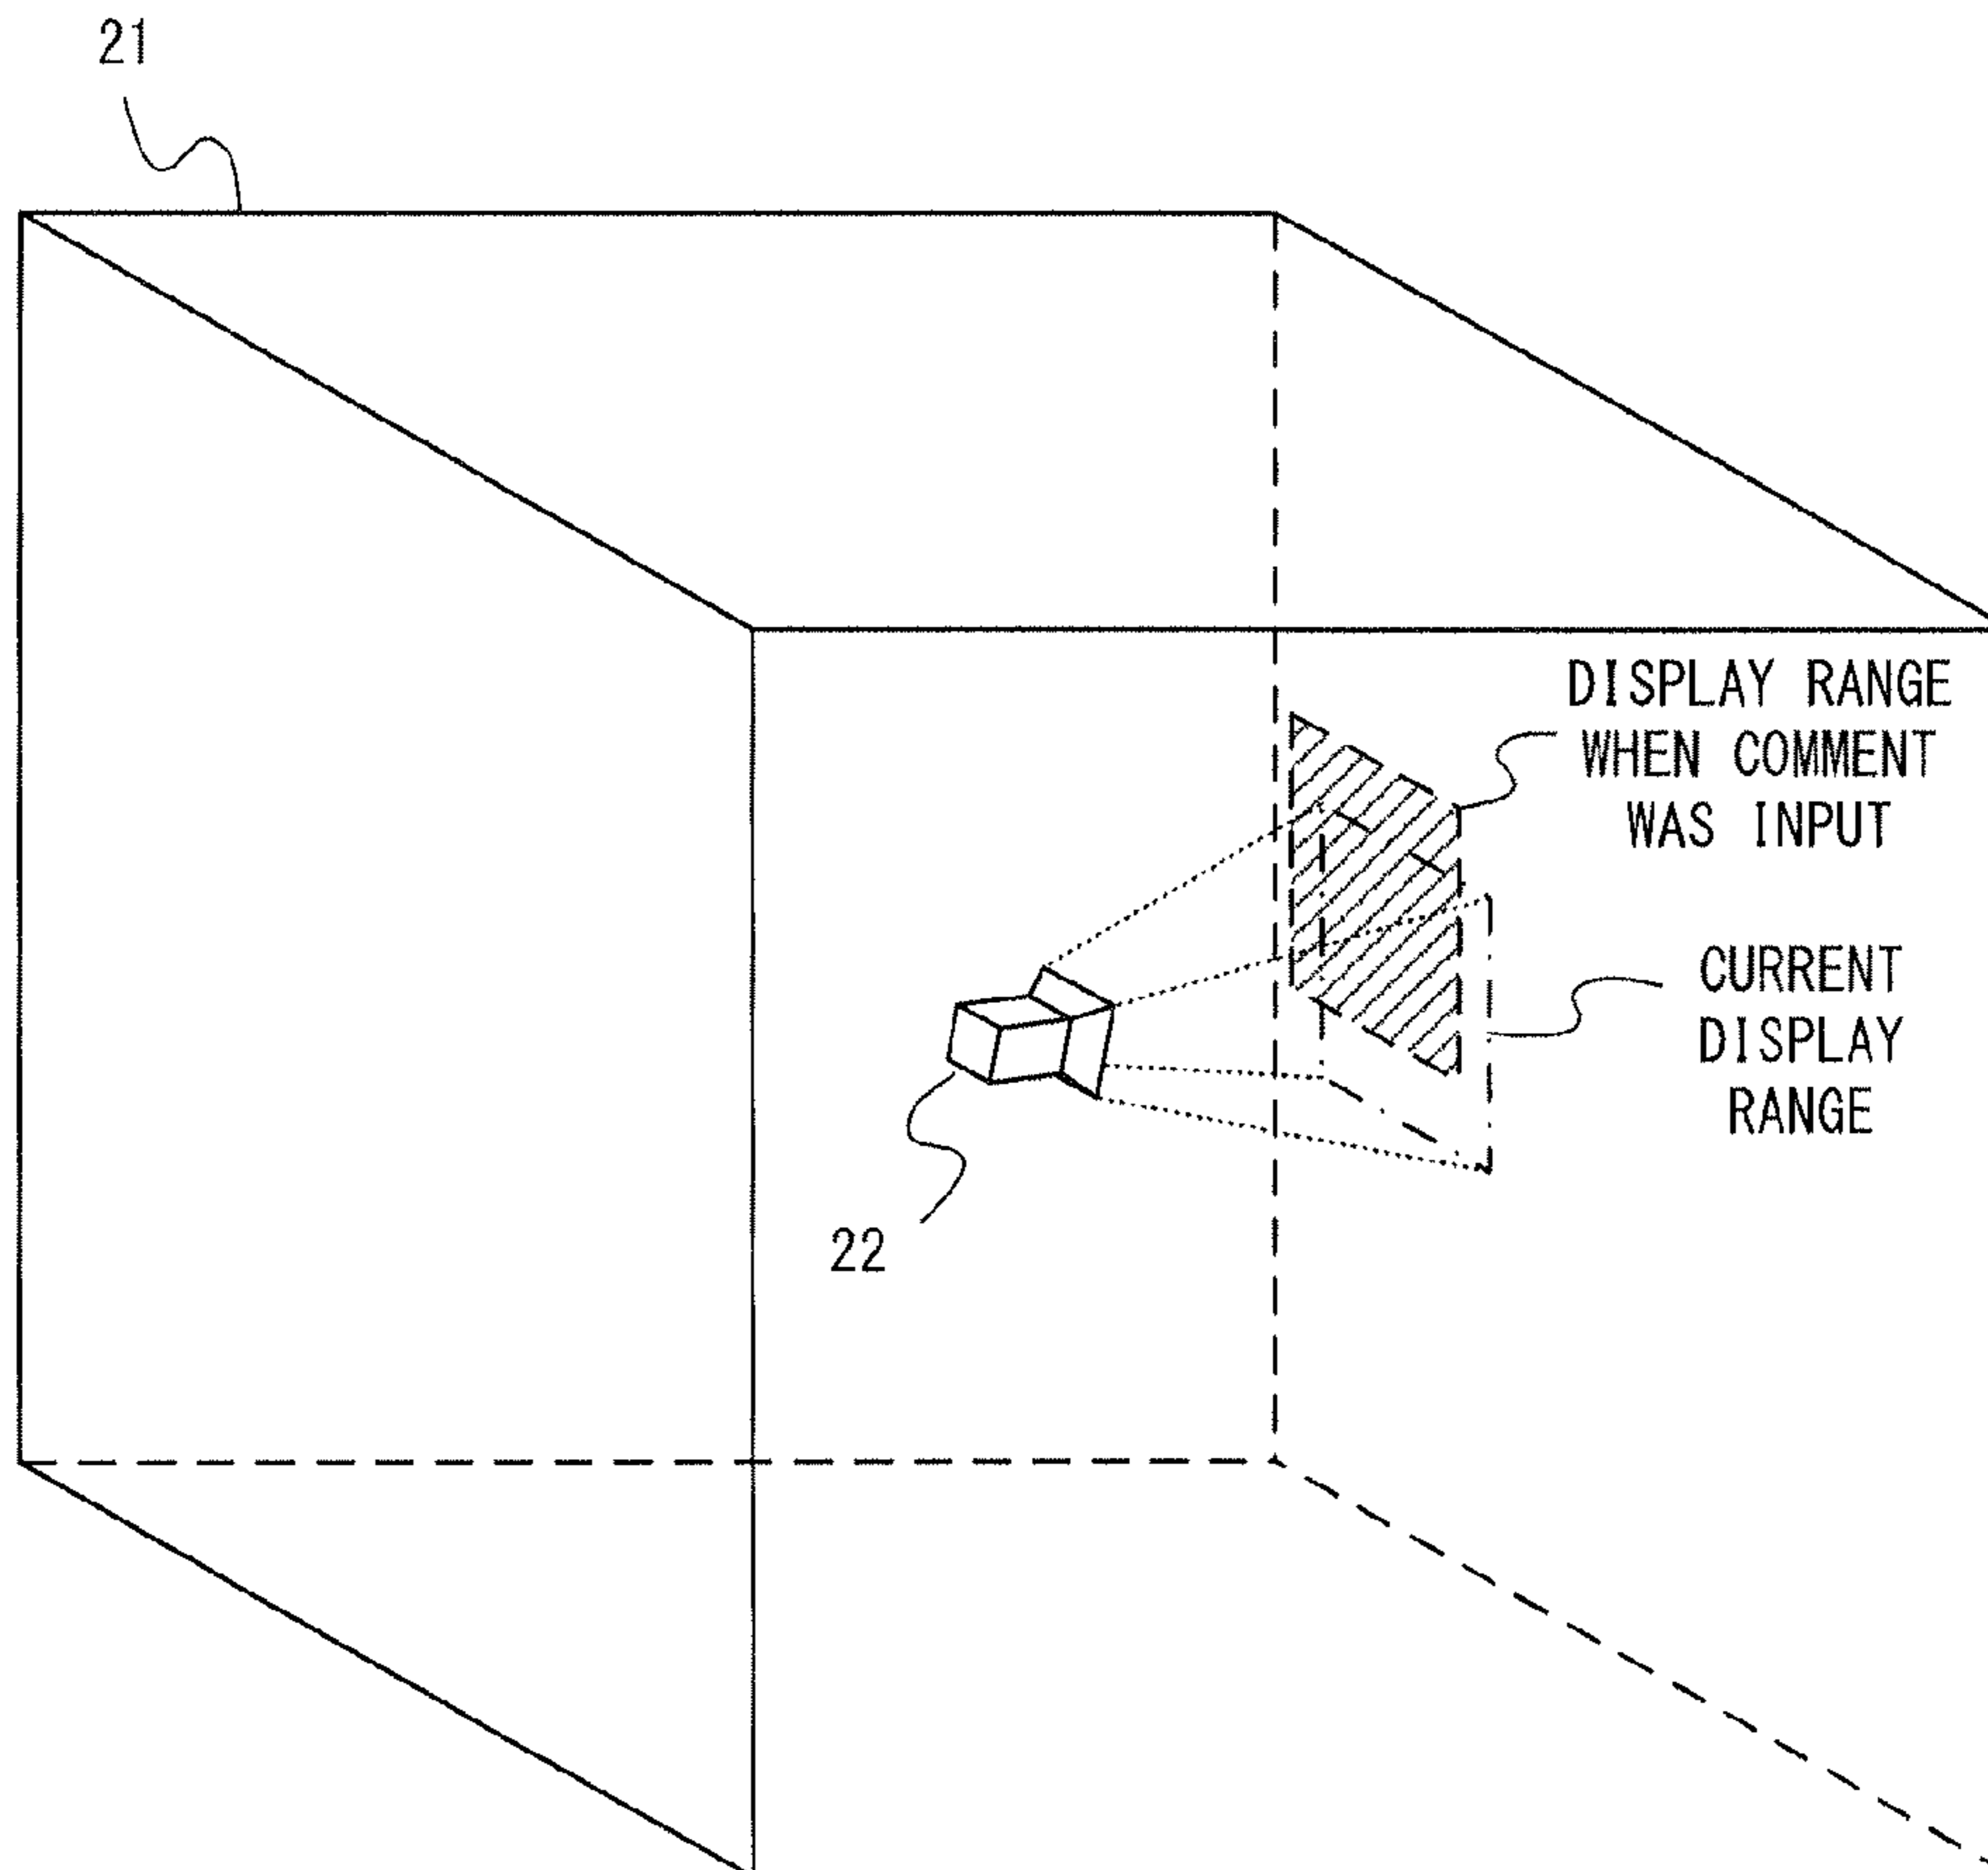 21
DISPLAY RANGE
WHEN COMMENT
WAS INPUT
CURRENT
DISPLAY
RANGE
22